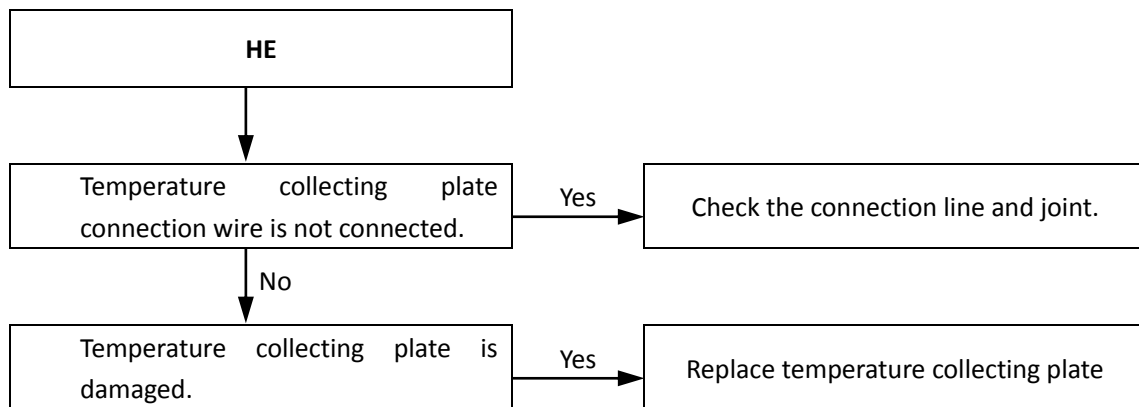 HE
Temperature collecting plate
connection wire is not connected.
Yes
Check the connection line and joint.
No
Temperature collecting plate is
damaged.
Yes
Replace temperature collecting plate